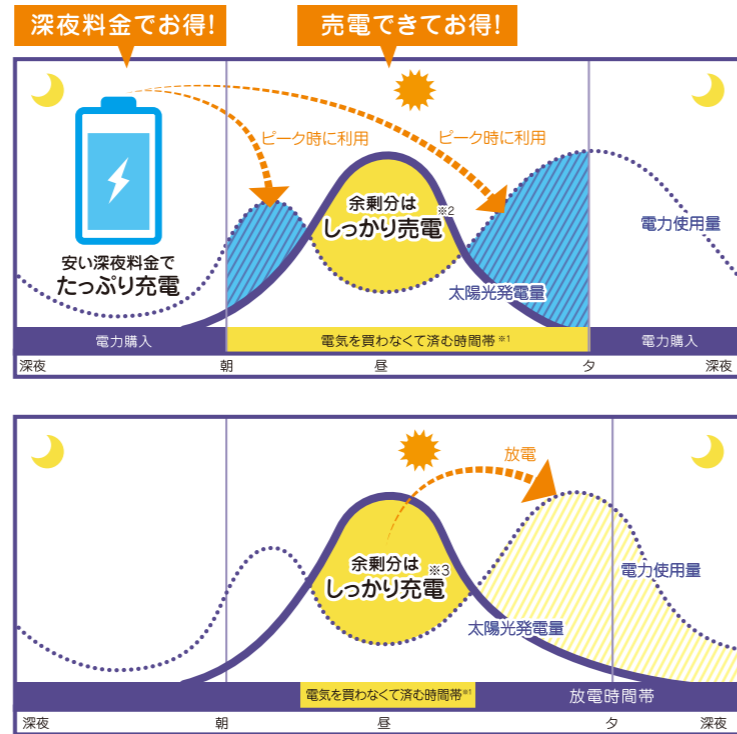 深夜料金でお得!
売電できてお得!
ピーク時に利用
ピーク時に利用
余剰分は
しっかり売電※2
安い深夜料金で
たっぷり充電
電力使用量
太陽光発電量
電力購入
電気を買わなくて済む時間帯※1
電力購入
深夜
朝
昼
夕
深夜
放電
余剰分は
しっかり充電※3
電力使用量
太陽光発電量
電気を買わなくて済む時間帯※1
放電時間帯
深夜
朝
昼
夕
深夜